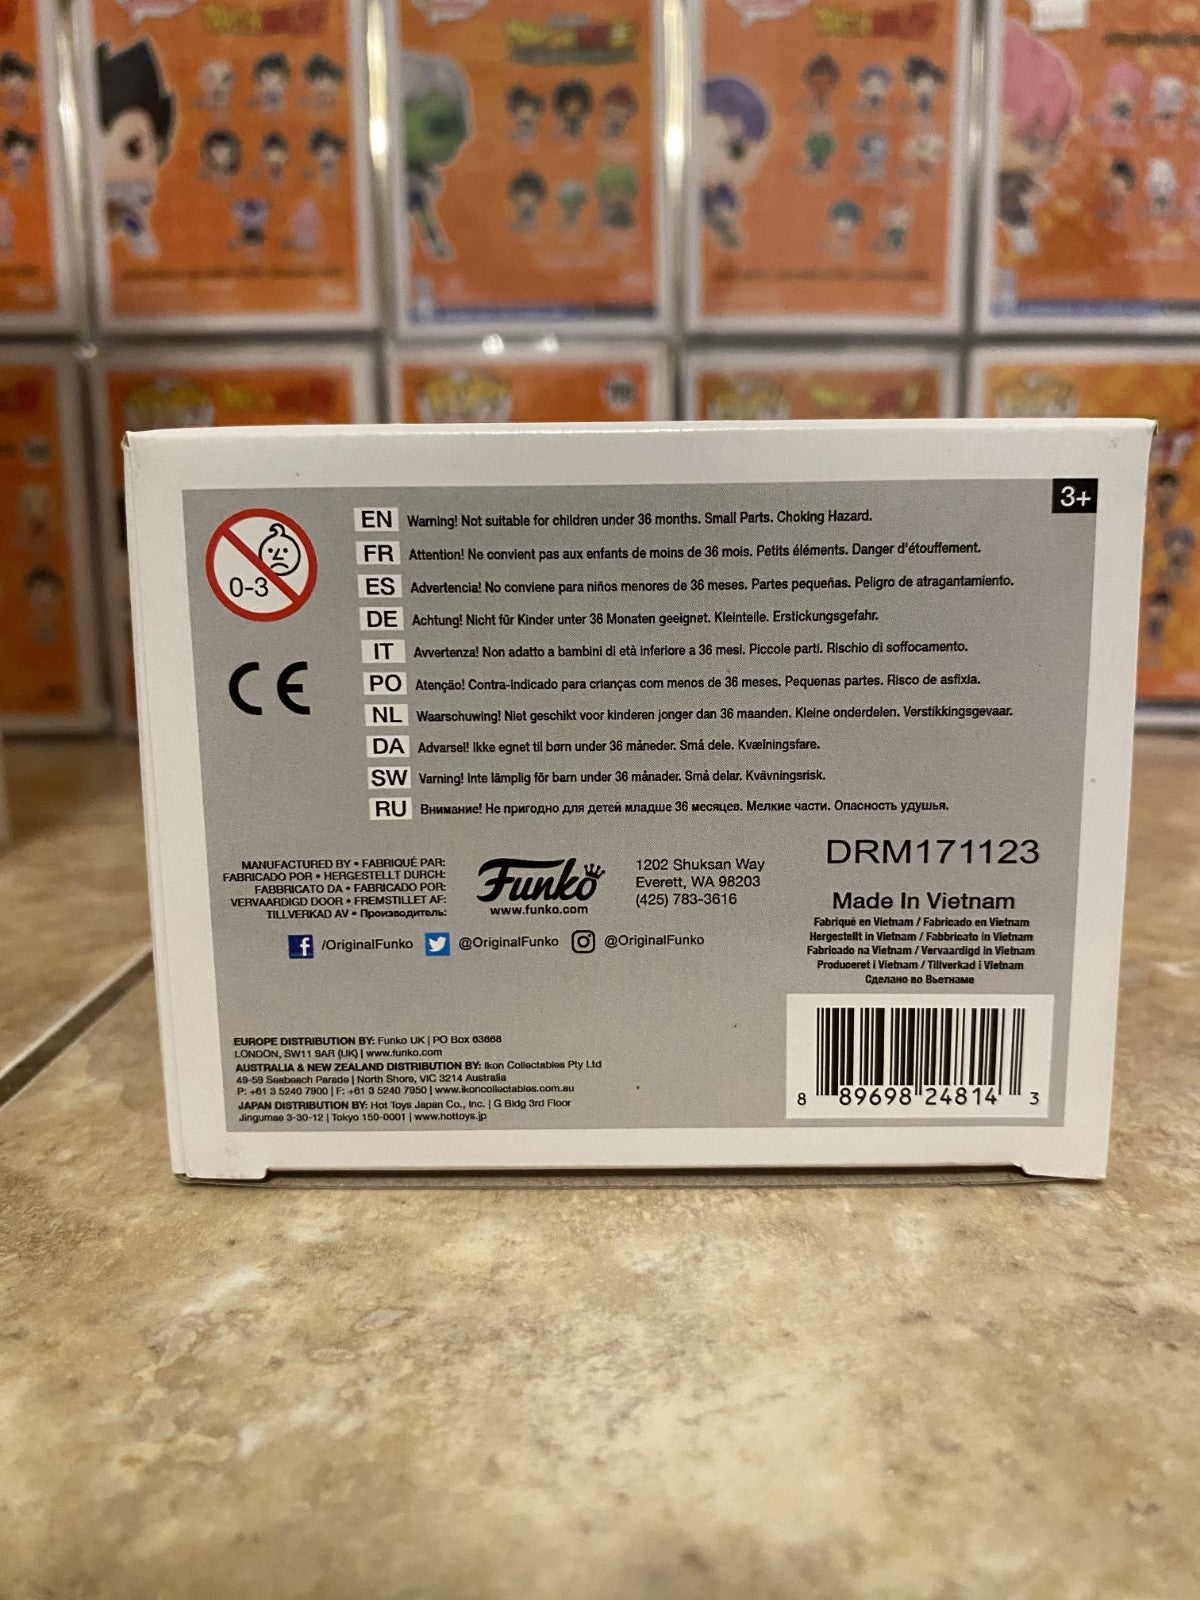 3+
0-3
CE
EN Warning! Not suitable for children under 36 months. Small Parts. Choking Hazard.
FR Attention! Ne convient pas aux enfants de moins de 36 mois. Petits éléments. Danger d'étouffement.
ES Advertencia! No conviene para niños menores de 36 meses. Partes pequeñas. Peligro de atragantamiento.
DE Achtung! Nicht für Kinder unter 36 Monaten geeignet. Kleinteile. Erstickungsgefahr.
IT Avvertenza! Non adatto a bambini di età inferiore a 36 mesi. Piccole parti. Rischio di soffocamento.
PO Atenção! Contra-indicado para crianças com menos de 36 meses. Pequenas partes. Risco de asfixia.
NL Waarschuwing! Niet geschikt voor kinderen jonger dan 36 maanden. Kleine onderdelen. Verstikkingsgevaar.
DA Advarsel! Ikke egnet til børn under 36 måneder. Små dele. Kvælningsfare.
SW Varning! Inte lämplig för barn under 36 månader. Små delar. Kvävningsrisk.
RU Внимание! Не пригодно для детей младше 36 месяцев. Мелкие части. Опасность удушья.
MANUFACTURED BY • FABRIQUÉ PAR:
FABRICADO POR • HERGESTELLT DURCH:
FABBRICATO DA • FABRICADO POR:
VERVAARDIGD DOOR • FREMSTILLET AF:
TILLVERKAD AV • Производитель:
Funko
www.funko.com
1202 Shuksan Way
Everett, WA 98203
(425) 783-3616
/OriginalFunko @OriginalFunko @OriginalFunko
DRM171123
Made In Vietnam
Fabriqué en Vietnam / Fabricado en Vietnam
Hergestellt in Vietnam / Fabbricato in Vietnam
Fabricado na Vietnam / Vervaardigd in Vietnam
Produceret i Vietnam / Tillverkad i Vietnam
Сделано во Вьетнаме
EUROPE DISTRIBUTION BY: Funko UK | PO Box 63668
LONDON, SW11 9AR (UK) | www.funko.com
AUSTRALIA & NEW ZEALAND DISTRIBUTION BY: Ikon Collectables Pty Ltd
49-59 Seabeach Parade | North Shore, VIC 3214 Australia
P: +61 3 5240 7900 | F: +61 3 5240 7950 | www.ikoncollectables.com.au
JAPAN DISTRIBUTION BY: Hot Toys Japan Co., Inc. | G Bldg 3rd Floor
Jingumae 3-30-12 | Tokyo 150-0001 | www.hottoys.jp
8 89698 24814 3